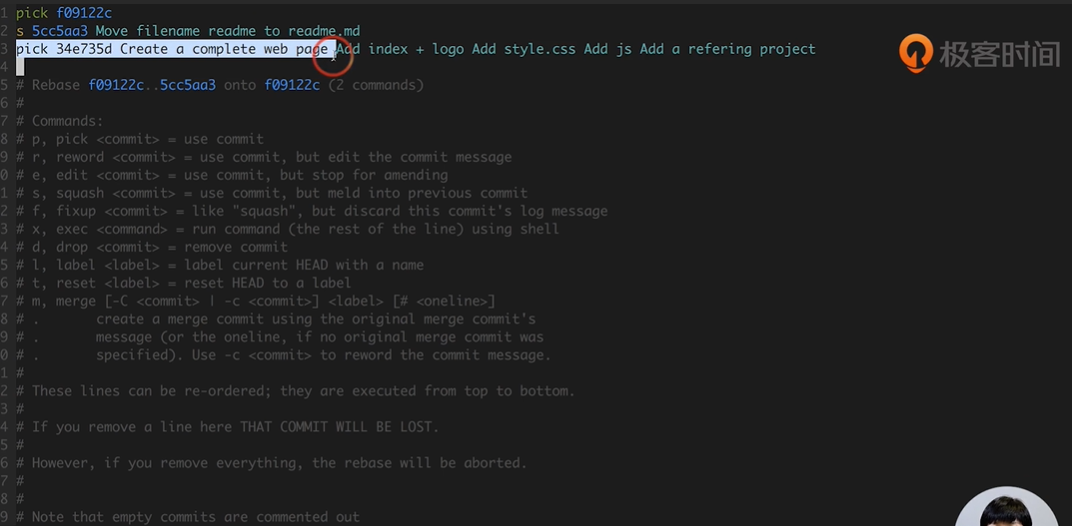 1 pick f09122c
2 s 5cc5aa3 Move filename readme to readme.md
3 pick 34e735d Create a complete web page Add index + logo Add style.css Add js Add a refering project
4
5 # Rebase f09122c..5cc5aa3 onto f09122c (2 commands)
6 #
7 # Commands:
8 # p, pick <commit> = use commit
9 # r, reword <commit> = use commit, but edit the commit message
0 # e, edit <commit> = use commit, but stop for amending
1 # s, squash <commit> = use commit, but meld into previous commit
2 # f, fixup <commit> = like "squash", but discard this commit's log message
3 # x, exec <command> = run command (the rest of the line) using shell
4 # d, drop <commit> = remove commit
5 # l, label <label> = label current HEAD with a name
6 # t, reset <label> = reset HEAD to a label
7 # m, merge [-C <commit> | -c <commit>] <label> [# <oneline>]
8 # .       create a merge commit using the original merge commit's
9 # .       message (or the oneline, if no original merge commit was
0 # .       specified). Use -c <commit> to reword the commit message.
1 #
2 # These lines can be re-ordered; they are executed from top to bottom.
3 #
4 # If you remove a line here THAT COMMIT WILL BE LOST.
5 #
6 # However, if you remove everything, the rebase will be aborted.
7 #
8 #
9 # Note that empty commits are commented out
极客时间